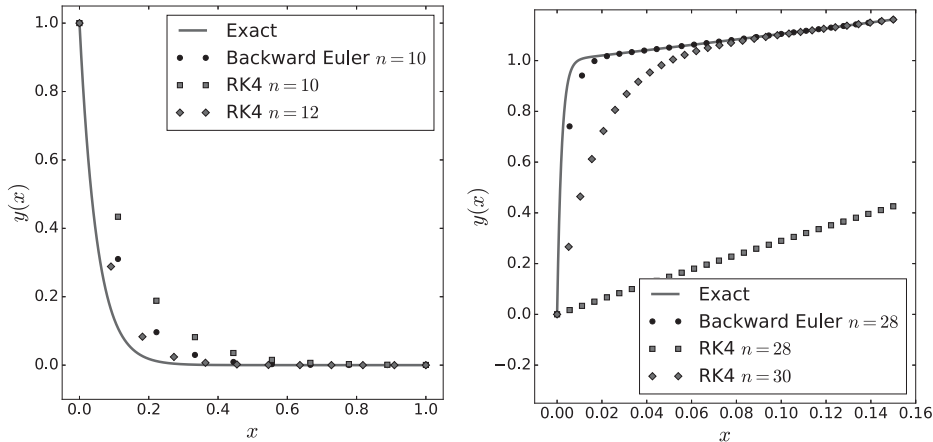 1.0
0.8
0.6
0.4
0.2
0.0
y(x)
Exact
Backward Euler n=10
RK4 n=10
RK4 n=12
0.0 0.2 0.4 0.6 0.8 1.0
x
1.0
0.8
0.6
0.4
0.2
0.0
−0.2
y(x)
Exact
Backward Euler n=28
RK4 n=28
RK4 n=30
0.00 0.02 0.04 0.06 0.08 0.10 0.12 0.14 0.16
x